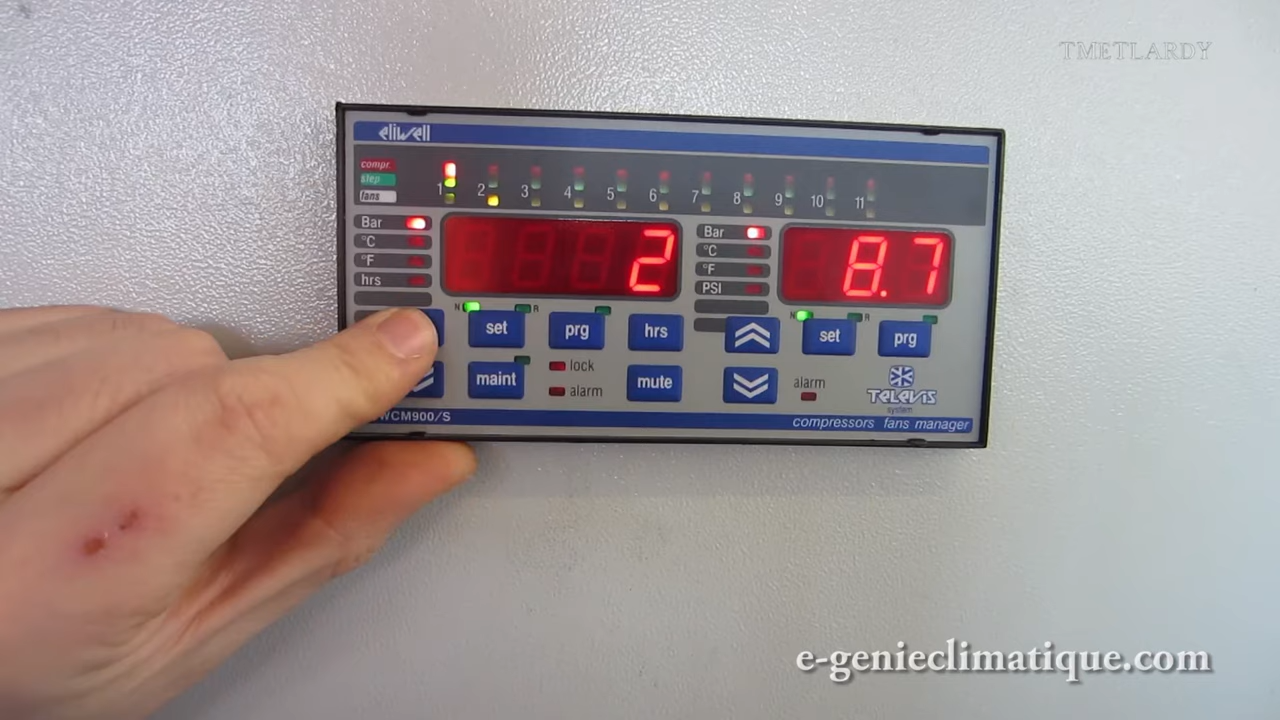 TMETLARDY
eliwell
compr.
step
fans
1 2 3 4 5 6 7 8 9 10 11
Bar
°C
°F
hrs
2
Bar
°C
°F
PSI
8.7
N R
set prg hrs
maint
lock
alarm
mute
N R
set prg
alarm
TELEVIS
system
WCM900/S
compressors fans manager
e-genieclimatique.com